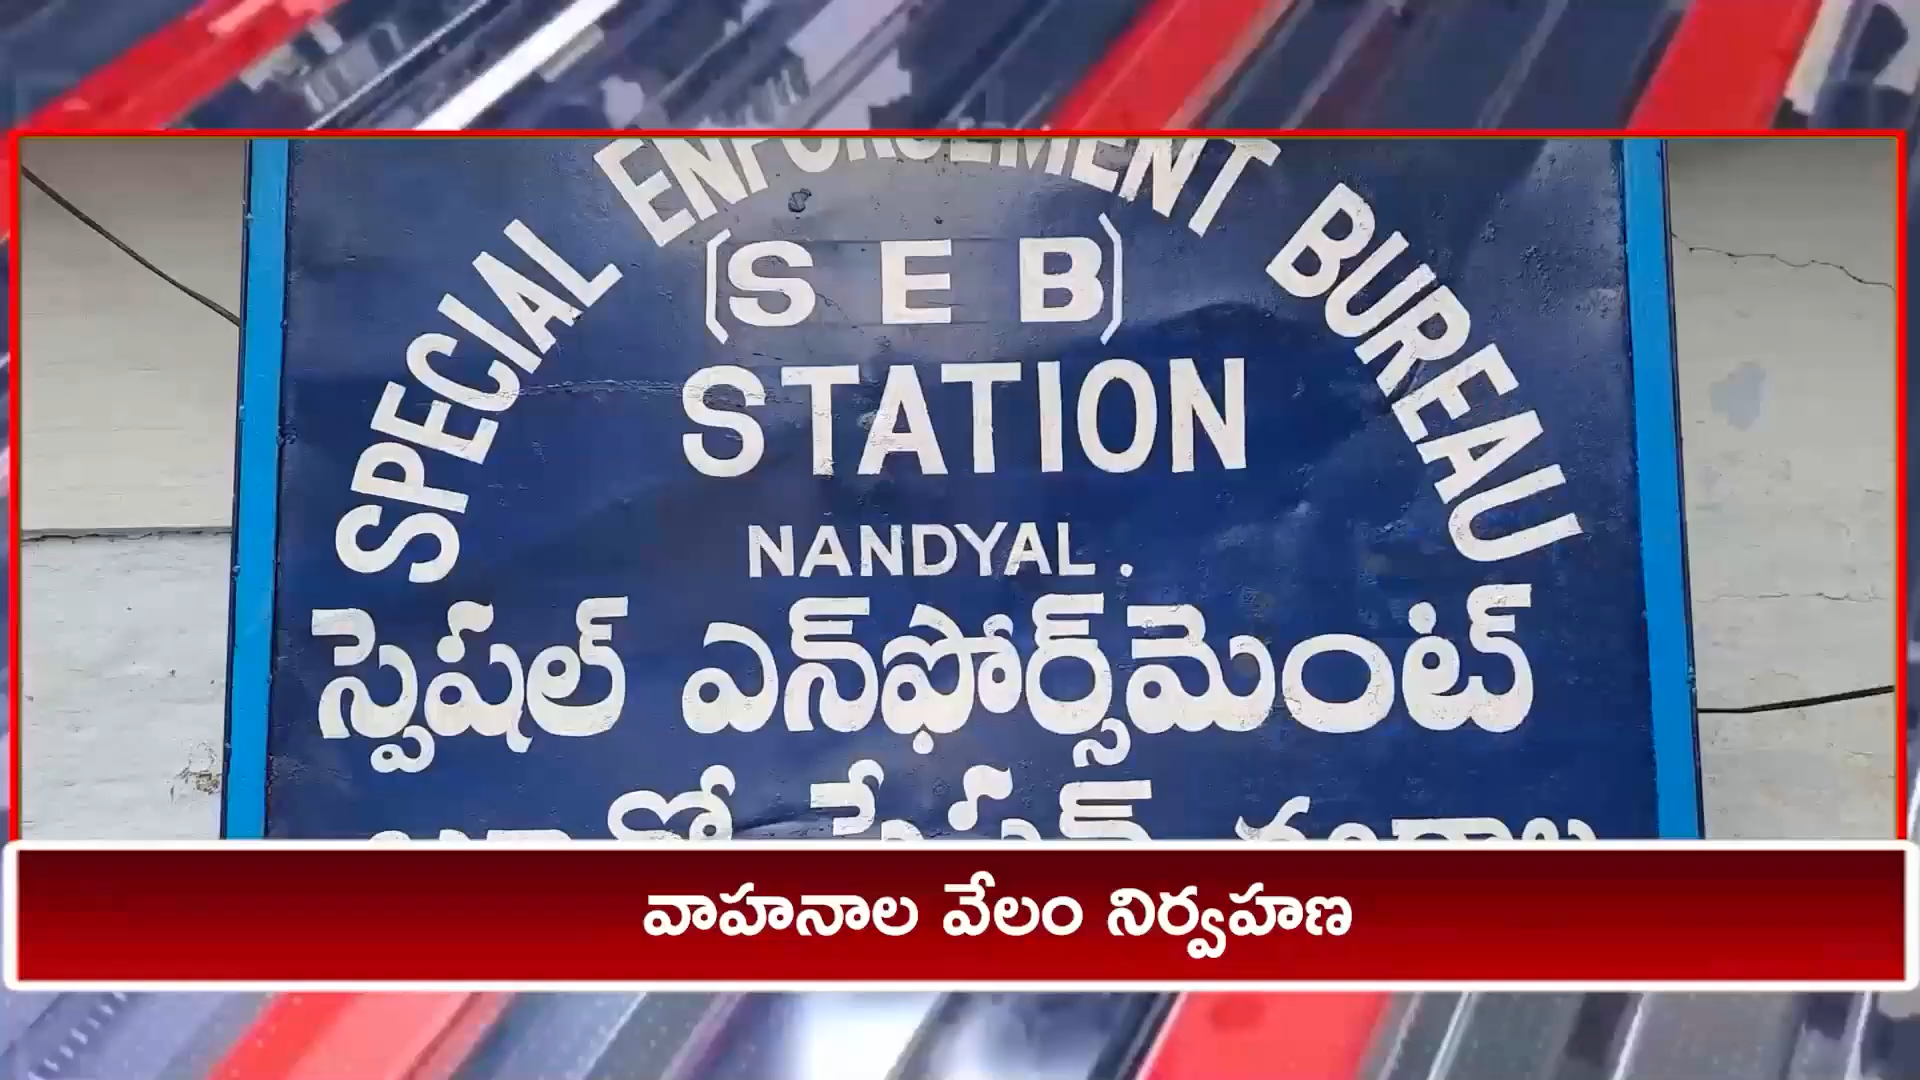 SPECIAL ENFORCEMENT BUREAU
(S E B)
STATION
NANDYAL.
స్పెషల్ ఎన్‌ఫోర్స్‌మెంట్
వాహనాల వేలం నిర్వహణ